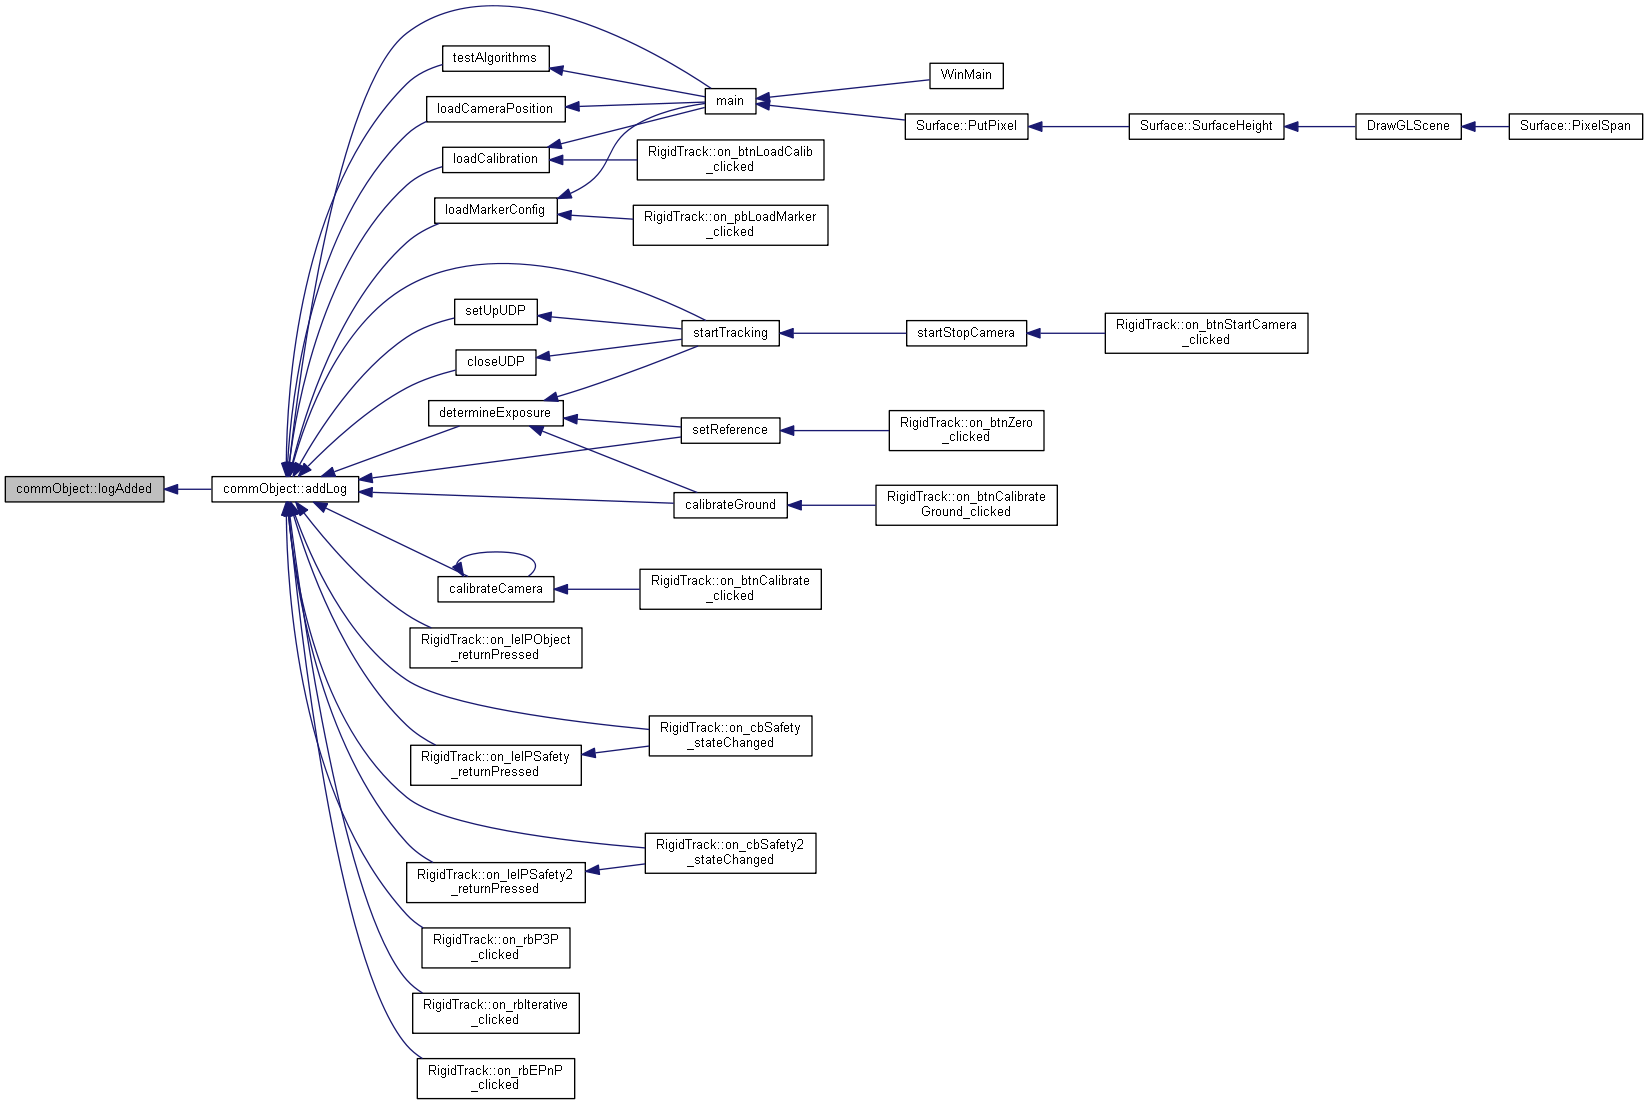 testAlgorithms
WinMain
main
loadCameraPosition
Surface::PutPixel
Surface::SurfaceHeight
DrawGLScene
Surface::PixelSpan
loadCalibration
RigidTrack::on_btnLoadCalib
_clicked
loadMarkerConfig
RigidTrack::on_pbLoadMarker
_clicked
setUpUDP
startTracking
startStopCamera
RigidTrack::on_btnStartCamera
_clicked
closeUDP
determineExposure
setReference
RigidTrack::on_btnZero
_clicked
commObject::logAdded
commObject::addLog
calibrateGround
RigidTrack::on_btnCalibrate
Ground_clicked
calibrateCamera
RigidTrack::on_btnCalibrate
_clicked
RigidTrack::on_leIPObject
_returnPressed
RigidTrack::on_cbSafety
_stateChanged
RigidTrack::on_leIPSafety
_returnPressed
RigidTrack::on_cbSafety2
_stateChanged
RigidTrack::on_leIPSafety2
_returnPressed
RigidTrack::on_rbP3P
_clicked
RigidTrack::on_rbIterative
_clicked
RigidTrack::on_rbEPnP
_clicked